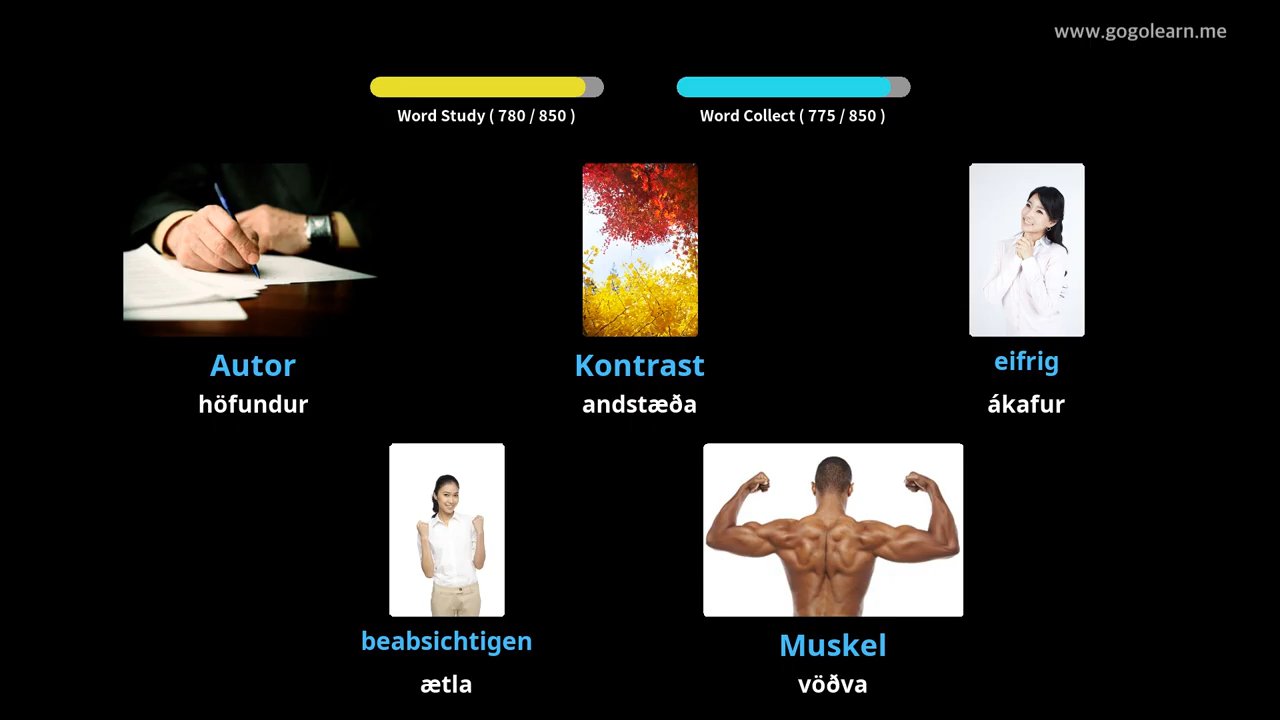 www.gogolearn.me
Word Study ( 780 / 850 )
Word Collect ( 775 / 850 )
Autor
höfundur
Kontrast
andstæða
eifrig
ákafur
beabsichtigen
ætla
Muskel
vöðva